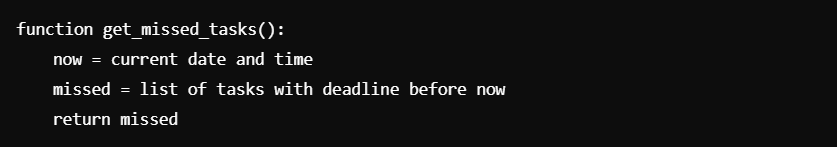 function get_missed_tasks():
    now = current date and time
    missed = list of tasks with deadline before now
    return missed